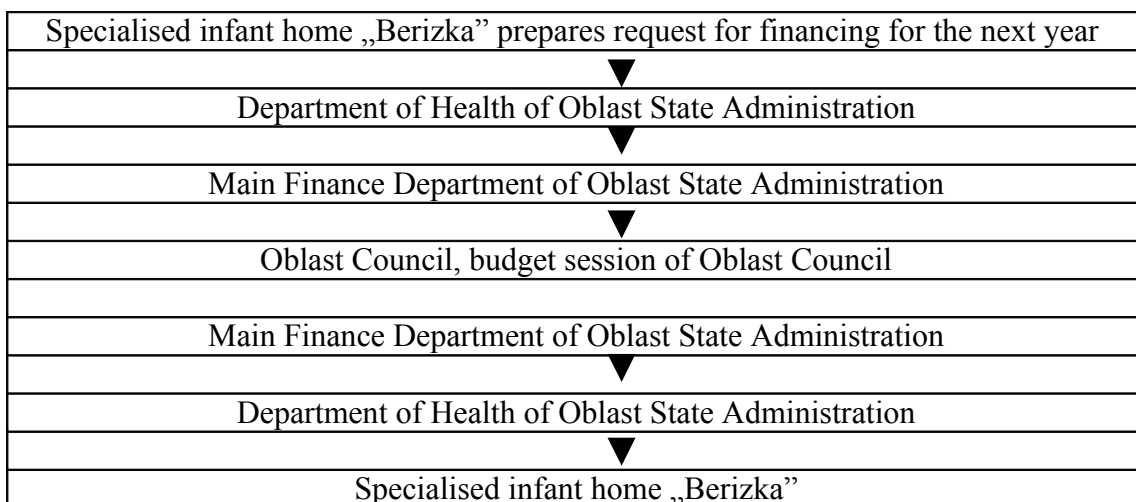 Specialised infant home „Berizka” prepares request for financing for the next year
Department of Health of Oblast State Administration
Main Finance Department of Oblast State Administration
Oblast Council, budget session of Oblast Council
Main Finance Department of Oblast State Administration
Department of Health of Oblast State Administration
Specialised infant home „Berizka”